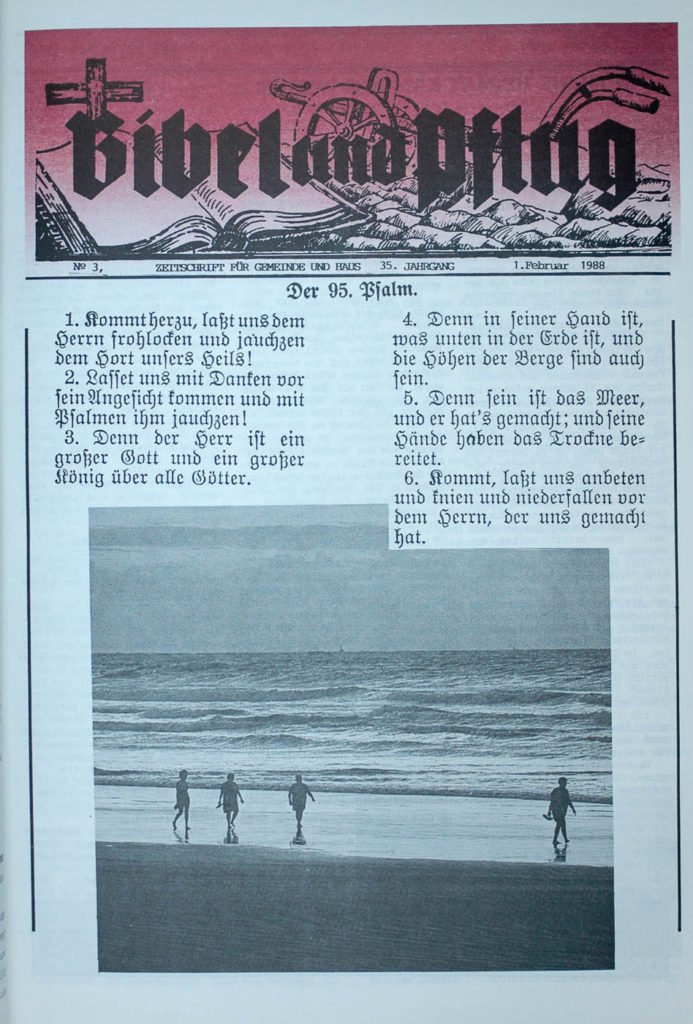 Bibel und Pflug
№ 3, ZEITSCHRIFT FÜR GEMEINDE UND HAUS 35. JAHRGANG 1.Februar 1988
Der 95. Psalm.
1. Kommt herzu, laßt uns dem
Herrn frohlocken und jauchzen
dem Hort unsers Heils!
2. Lasset uns mit Danken vor
sein Angesicht kommen und mit
Psalmen ihm jauchzen!
3. Denn der Herr ist ein
großer Gott und ein großer
König über alle Götter.
4. Denn in seiner Hand ist,
was unten in der Erde ist, und
die Höhen der Berge sind auch
sein.
5. Denn sein ist das Meer,
und er hat's gemacht; und seine
Hände haben das Trockne be-
reitet.
6. Kommt, laßt uns anbeten
und knien und niederfallen vor
dem Herrn, der uns gemacht
hat.